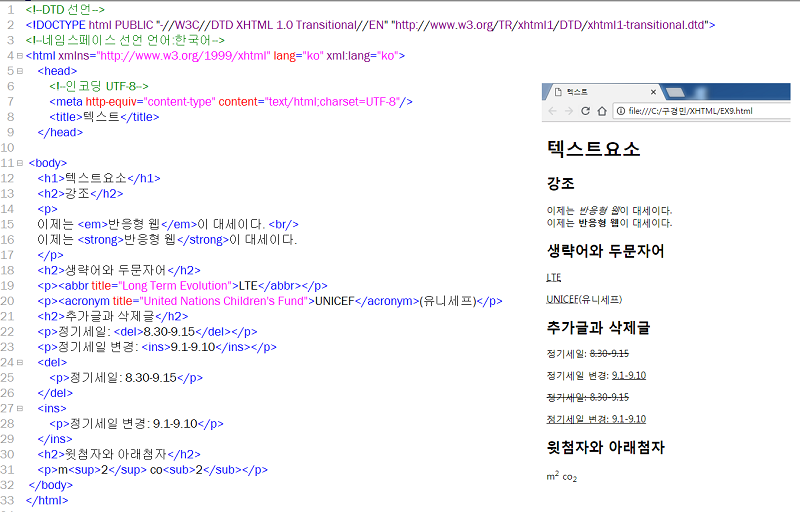 1 <!--DTD 선언-->
2 <!DOCTYPE html PUBLIC "-//W3C//DTD XHTML 1.0 Transitional//EN" "http://www.w3.org/TR/xhtml1/DTD/xhtml1-transitional.dtd">
3 <!--네임스페이스 선언 언어:한국어-->
4 <html xmlns="http://www.w3.org/1999/xhtml" lang="ko" xml:lang="ko">
5 <head>
6 <!--인코딩 UTF-8-->
7 <meta http-equiv="content-type" content="text/html;charset=UTF-8"/>
8 <title>텍스트</title>
9 </head>
10
11 <body>
12 <h1>텍스트요소</h1>
13 <h2>강조</h2>
14 <p>
15 이제는 <em>반응형 웹</em>이 대세이다. <br/>
16 이제는 <strong>반응형 웹</strong>이 대세이다.
17 </p>
18 <h2>생략어와 두문자어</h2>
19 <p><abbr title="Long Term Evolution">LTE</abbr></p>
20 <p><acronym title="United Nations Children's Fund">UNICEF</acronym>(유니세프)</p>
21 <h2>추가글과 삭제글</h2>
22 <p>정기세일: <del>8.30-9.15</del></p>
23 <p>정기세일 변경: <ins>9.1-9.10</ins></p>
24 <del>
25 <p>정기세일: 8.30-9.15</p>
26 </del>
27 <ins>
28 <p>정기세일 변경: 9.1-9.10</p>
29 </ins>
30 <h2>윗첨자와 아래첨자</h2>
31 <p>m<sup>2</sup> co<sub>2</sub></p>
32 </body>
33 </html>
텍스트
file:///C:/구경민/XHTML/EX9.html
텍스트요소
강조
이제는 반응형 웹이 대세이다.
이제는 반응형 웹이 대세이다.
생략어와 두문자어
LTE
UNICEF(유니세프)
추가글과 삭제글
정기세일: 8.30-9.15
정기세일 변경: 9.1-9.10
정기세일: 8.30-9.15
정기세일 변경: 9.1-9.10
윗첨자와 아래첨자
m² co₂